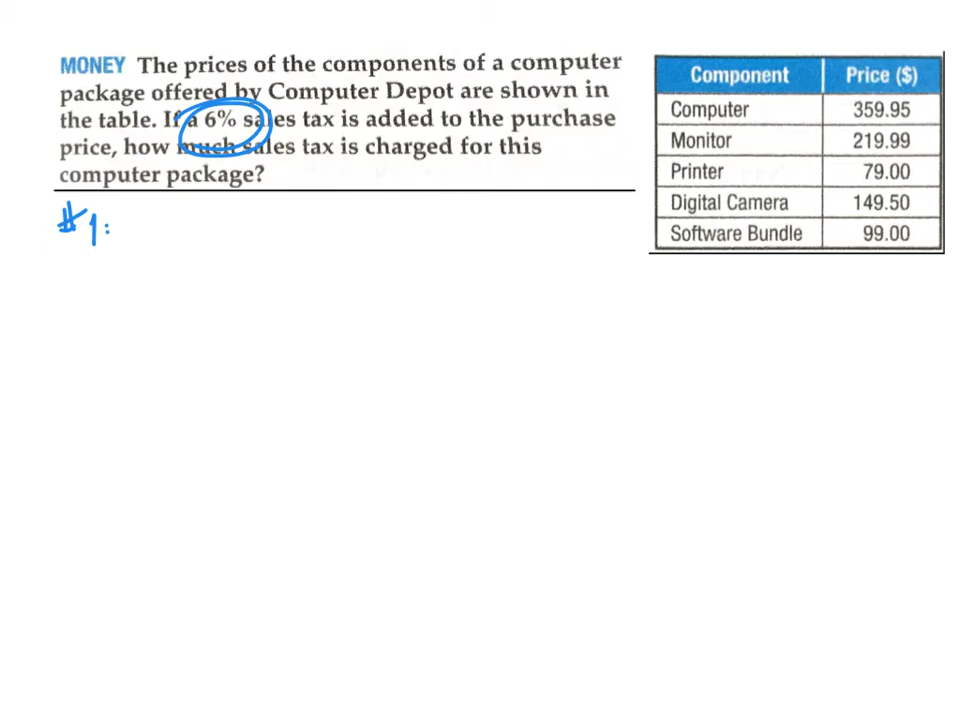 MONEY The prices of the components of a computer
package offered by Computer Depot are shown in
the table. If a 6% sales tax is added to the purchase
price, how much sales tax is charged for this
computer package?
#1:
Component Price ($)
Computer 359.95
Monitor 219.99
Printer 79.00
Digital Camera 149.50
Software Bundle 99.00